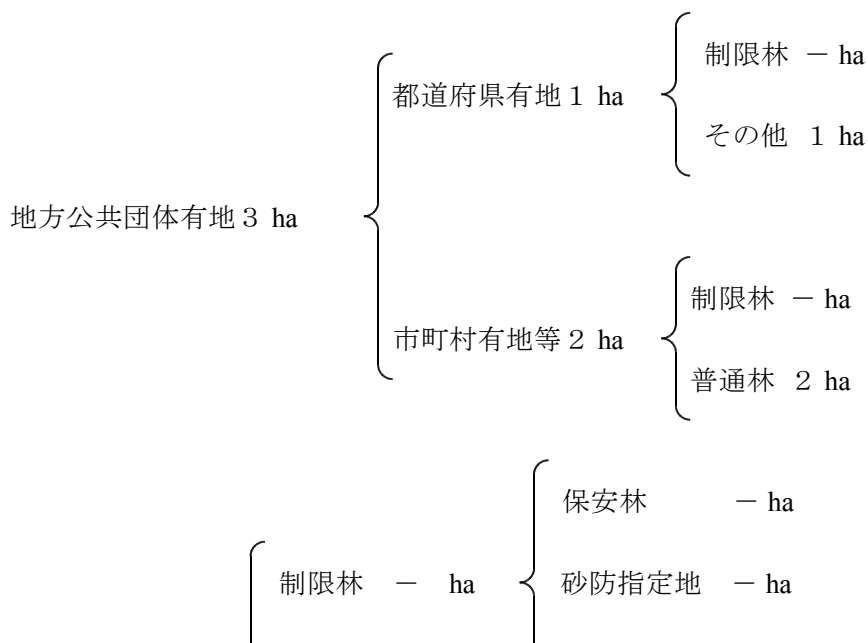 制限林 － ha
都道府県有地１ ha
その他 １ ha
地方公共団体有地３ ha
制限林 － ha
市町村有地等２ ha
普通林 ２ ha
保安林 － ha
制限林 － ha
砂防指定地 － ha